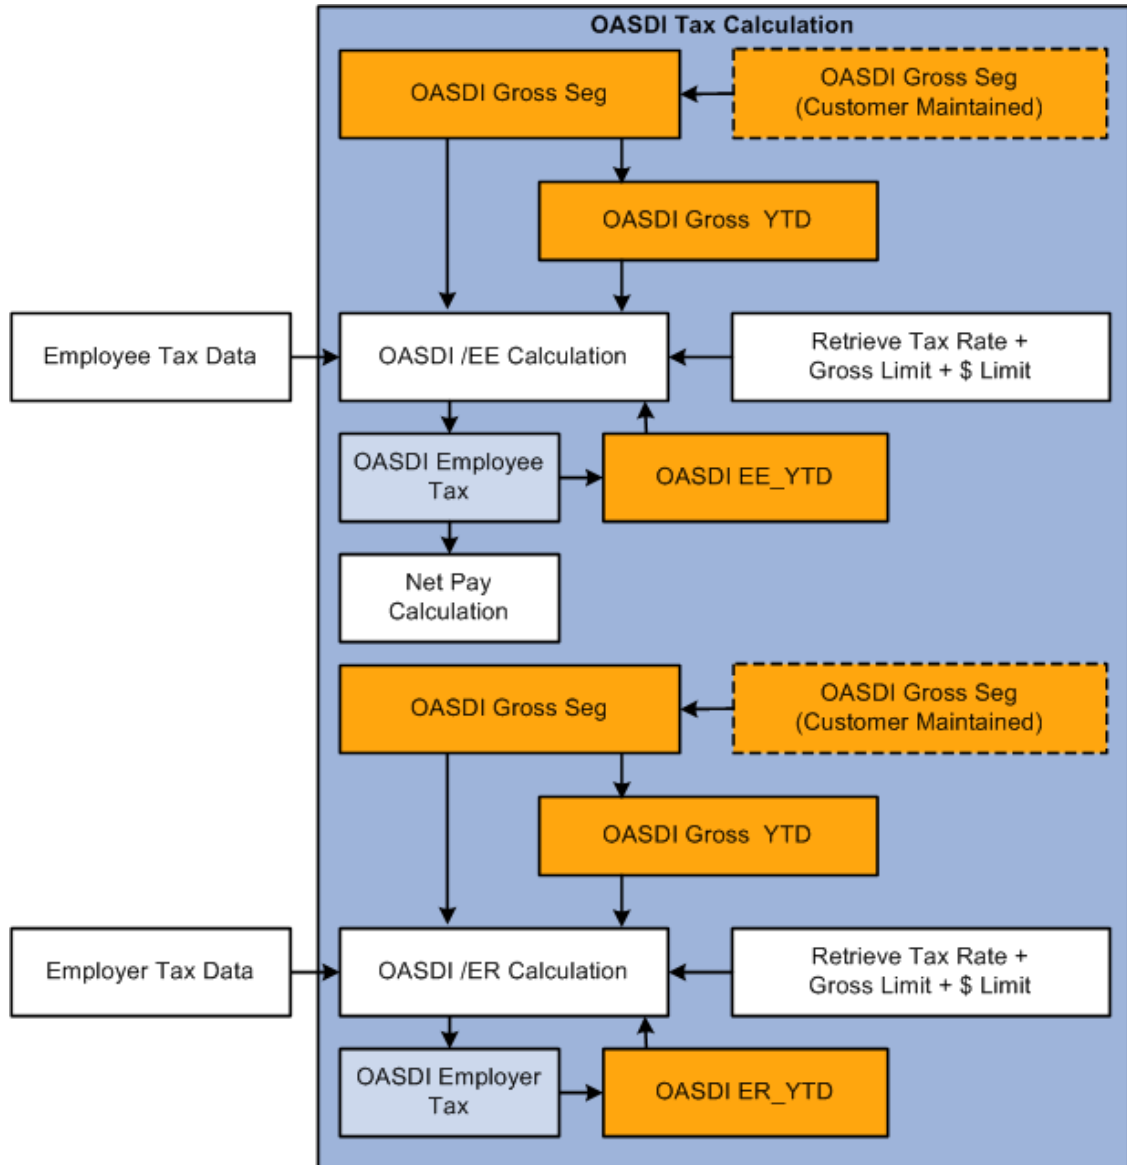 OASDI Tax Calculation
OASDI Gross Seg
OASDI Gross Seg
(Customer Maintained)
OASDI Gross  YTD
Employee Tax Data
OASDI /EE Calculation
Retrieve Tax Rate +
Gross Limit + $ Limit
OASDI Employee
Tax
OASDI EE_YTD
Net Pay
Calculation
OASDI Gross Seg
OASDI Gross Seg
(Customer Maintained)
OASDI Gross  YTD
Employer Tax Data
OASDI /ER Calculation
Retrieve Tax Rate +
Gross Limit + $ Limit
OASDI Employer
Tax
OASDI ER_YTD